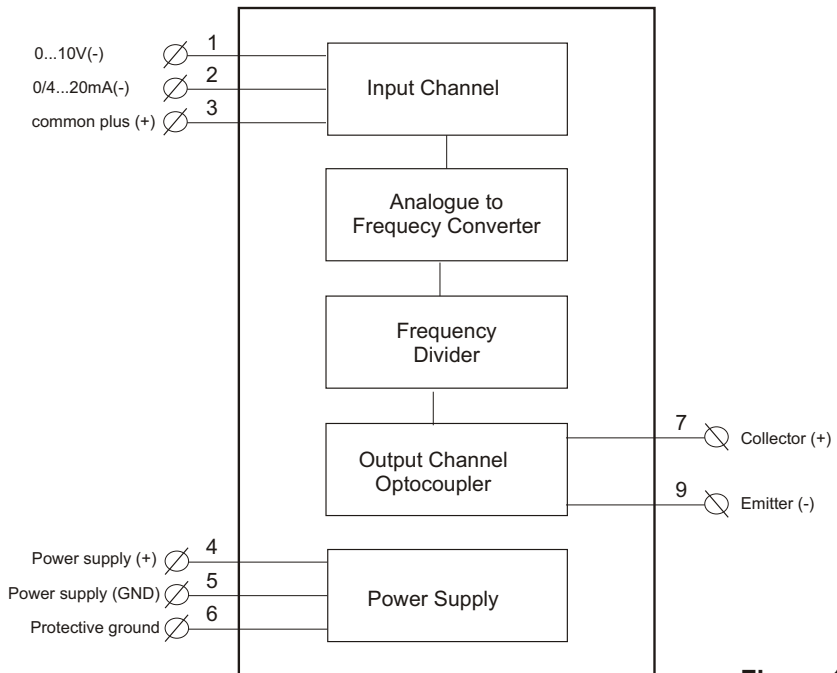 0...10V(-)
1
0/4...20mA(-)
2
common plus (+)
3
Input Channel
Analogue to
Frequecy Converter
Frequency
Divider
Output Channel
Optocoupler
7
Collector (+)
9
Emitter (-)
Power supply (+)
4
Power supply (GND)
5
Protective ground
6
Power Supply